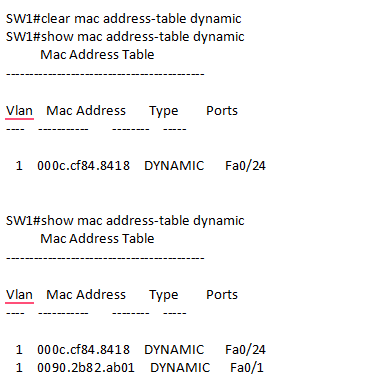 SW1#clear mac address-table dynamic
SW1#show mac address-table dynamic
Mac Address Table
-------------------------------------------
Vlan Mac Address Type Ports
---- ----------- -------- -----
1 000c.cf84.8418 DYNAMIC Fa0/24
SW1#show mac address-table dynamic
Mac Address Table
-------------------------------------------
Vlan Mac Address Type Ports
---- ----------- -------- -----
1 000c.cf84.8418 DYNAMIC Fa0/24
1 0090.2b82.ab01 DYNAMIC Fa0/1